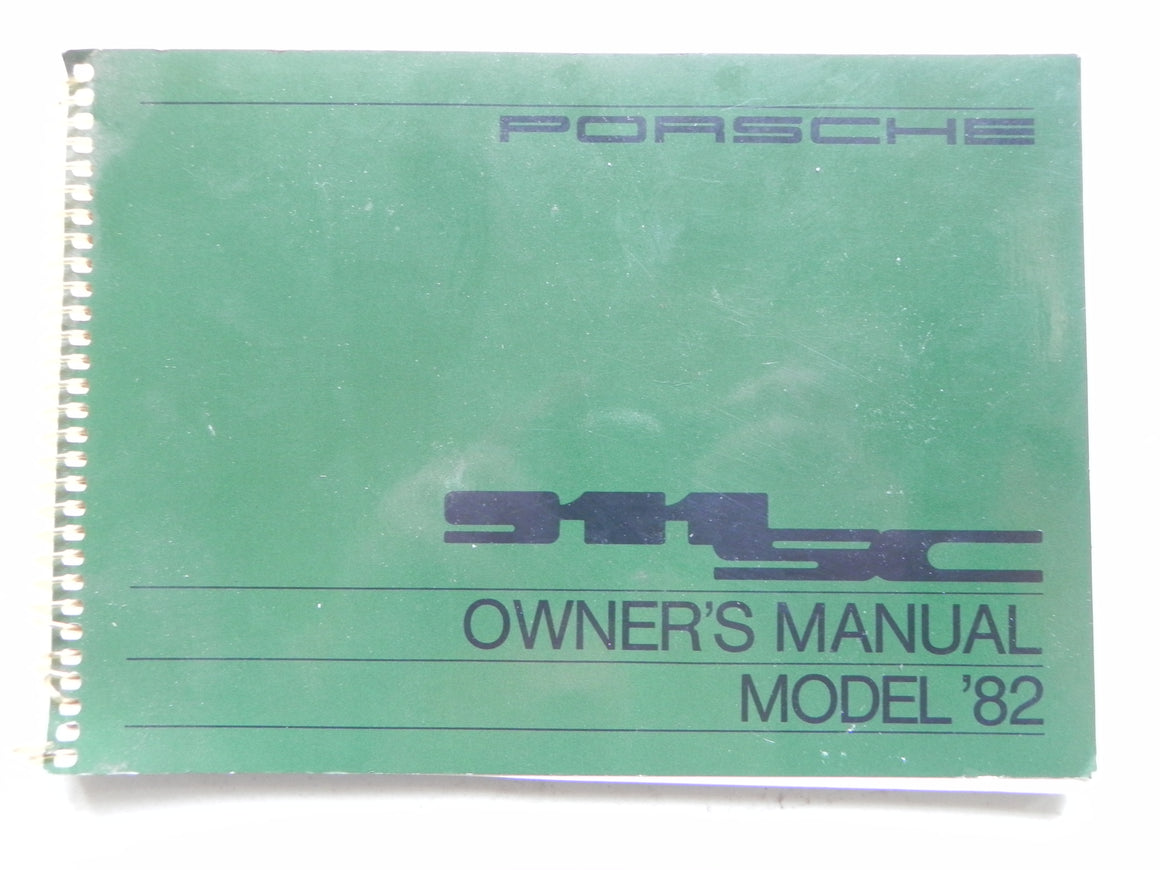 PORSCHE
911SC
OWNER'S MANUAL
MODEL '82